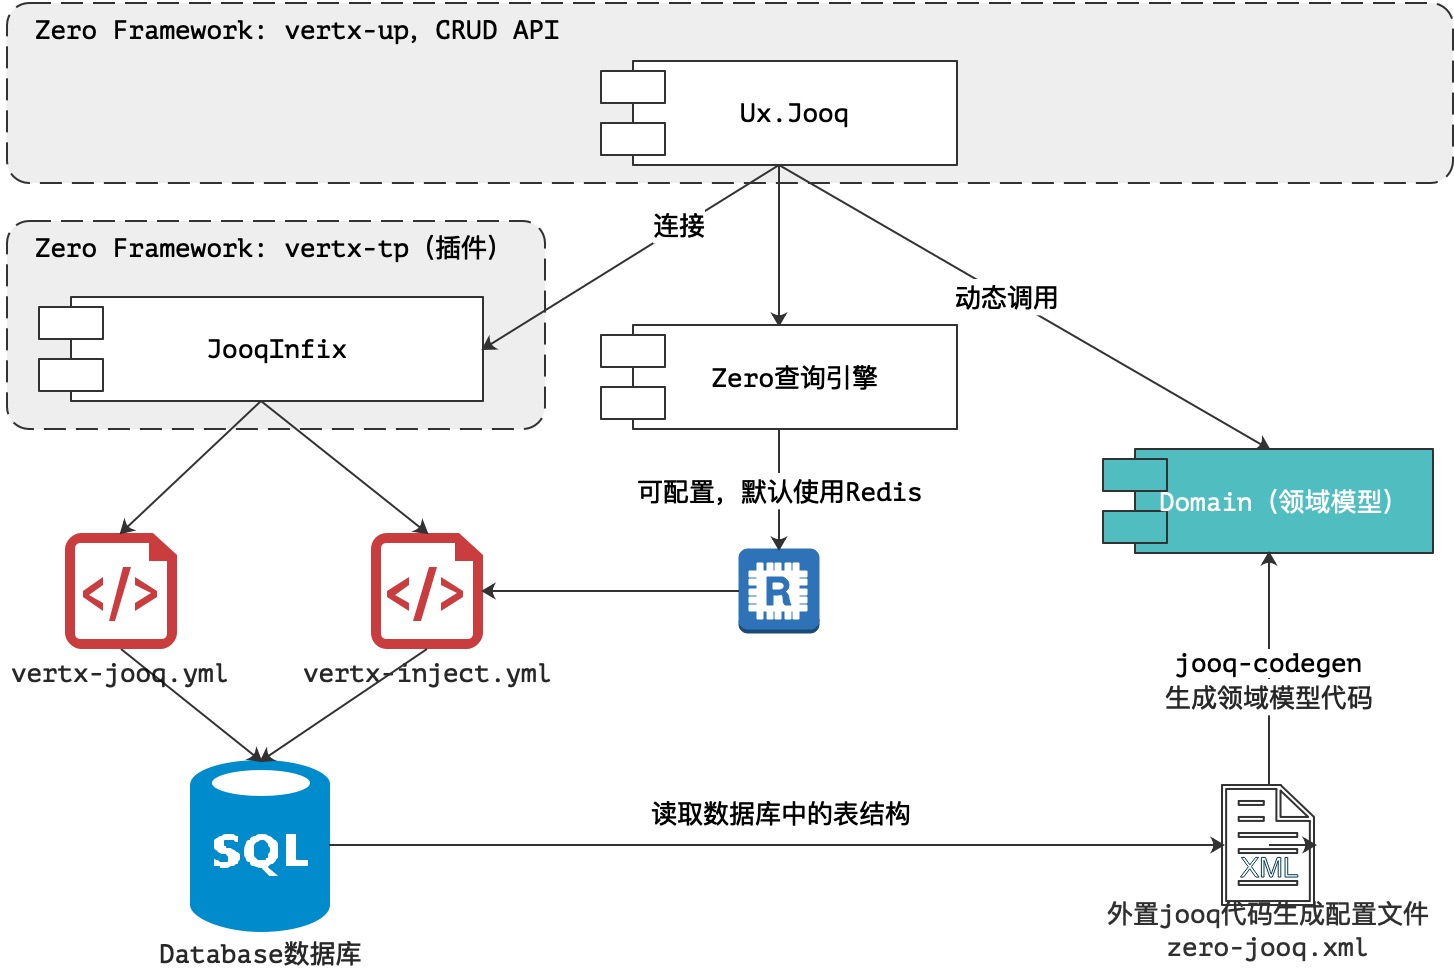 Zero Framework: vertx-up, CRUD API
Ux.Jooq
连接
Zero Framework: vertx-tp（插件）
动态调用
JooqInfix
Zero查询引擎
可配置，默认使用Redis
Domain（领域模型）
</>
</>
R
vertx-jooq.yml
vertx-inject.yml
jooq-codegen
生成领域模型代码
读取数据库中的表结构
SQL
XML
外置jooq代码生成配置文件
zero-jooq.xml
Database数据库